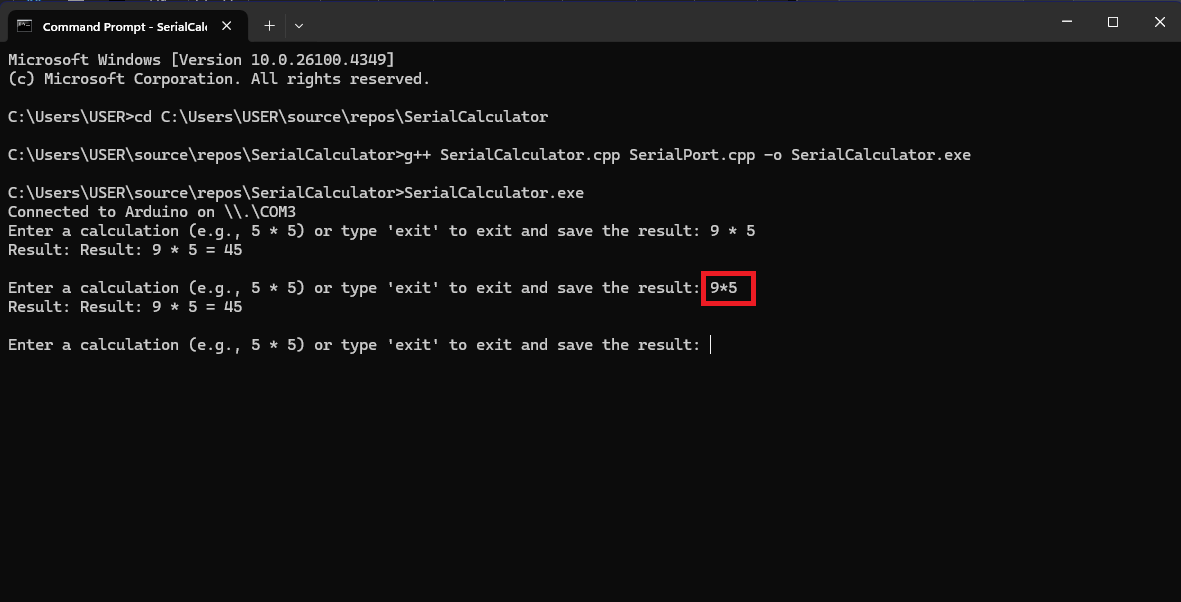 Command Prompt - SerialCalc
Microsoft Windows [Version 10.0.26100.4349]
(c) Microsoft Corporation. All rights reserved.
C:\Users\USER>cd C:\Users\USER\source\repos\SerialCalculator
C:\Users\USER\source\repos\SerialCalculator>g++ SerialCalculator.cpp SerialPort.cpp -o SerialCalculator.exe
C:\Users\USER\source\repos\SerialCalculator>SerialCalculator.exe
Connected to Arduino on \\.\COM3
Enter a calculation (e.g., 5 * 5) or type 'exit' to exit and save the result: 9 * 5
Result: Result: 9 * 5 = 45
Enter a calculation (e.g., 5 * 5) or type 'exit' to exit and save the result: 9*5
Result: Result: 9 * 5 = 45
Enter a calculation (e.g., 5 * 5) or type 'exit' to exit and save the result: